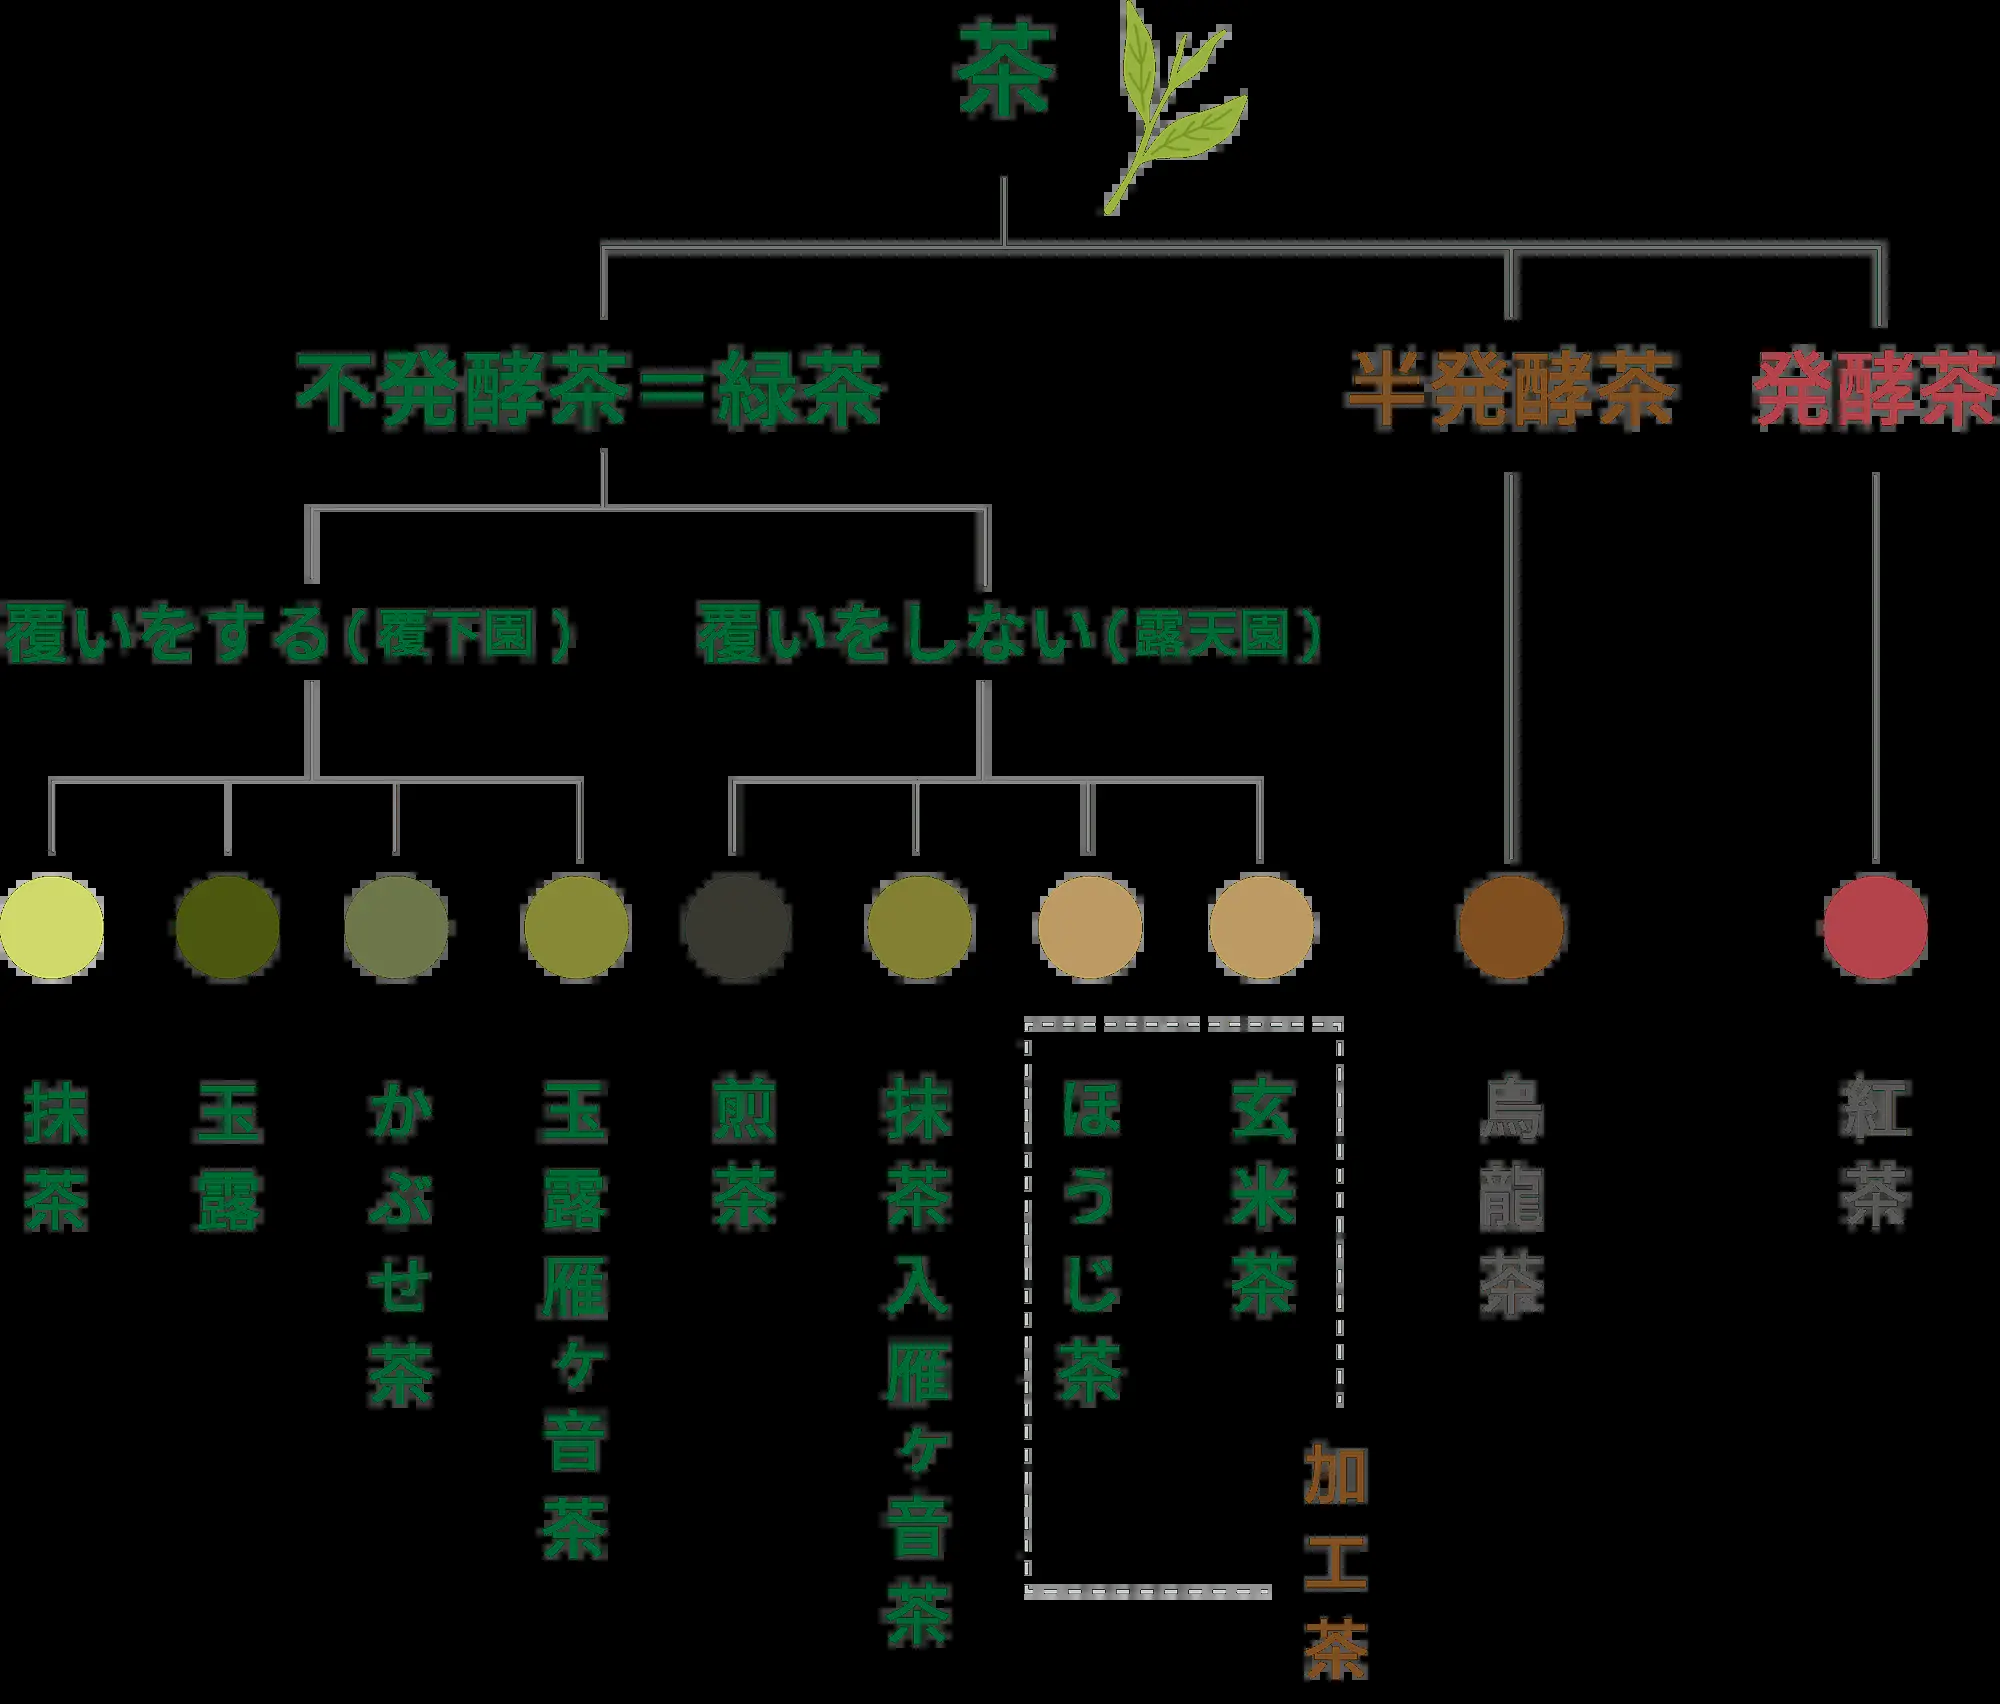 茶
不発酵茶=緑茶
半発酵茶
発酵茶
覆いをする(覆下園)
覆いをしない(露天園)
抹茶
玉露
かぶせ茶
玉露雁ヶ音茶
煎茶
抹茶入雁ヶ音茶
ほうじ茶
玄米茶
加工茶
烏龍茶
紅茶